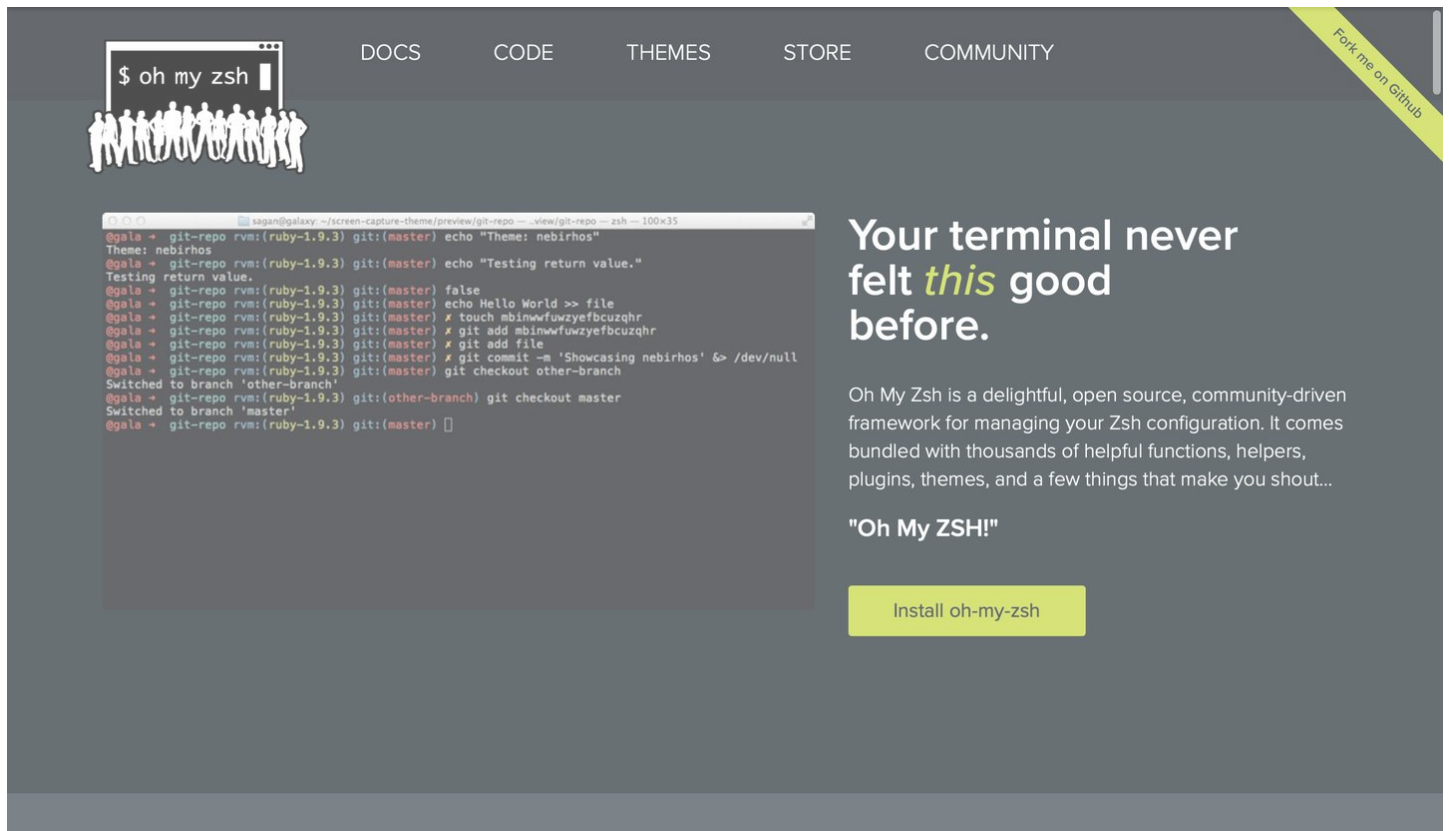 $ oh my zsh
DOCS
CODE
THEMES
STORE
COMMUNITY
Fork me on Github
sagan@galaxy: ~/screen-capture-theme/preview/git-repo — ..view/git-repo — zsh — 100×35
@gala ➜ git-repo rvm:(ruby-1.9.3) git:(master) echo "Theme: nebirhos"
Theme: nebirhos
@gala ➜ git-repo rvm:(ruby-1.9.3) git:(master) echo "Testing return value."
Testing return value.
@gala ➜ git-repo rvm:(ruby-1.9.3) git:(master) false
@gala ➜ git-repo rvm:(ruby-1.9.3) git:(master) echo Hello World >> file
@gala ➜ git-repo rvm:(ruby-1.9.3) git:(master) ✗ touch mbinwwfuwzyefbcuzqhr
@gala ➜ git-repo rvm:(ruby-1.9.3) git:(master) ✗ git add mbinwwfuwzyefbcuzqhr
@gala ➜ git-repo rvm:(ruby-1.9.3) git:(master) ✗ git add file
@gala ➜ git-repo rvm:(ruby-1.9.3) git:(master) ✗ git commit -m 'Showcasing nebirhos' &> /dev/null
@gala ➜ git-repo rvm:(ruby-1.9.3) git:(master) git checkout other-branch
Switched to branch 'other-branch'
@gala ➜ git-repo rvm:(ruby-1.9.3) git:(other-branch) git checkout master
Switched to branch 'master'
@gala ➜ git-repo rvm:(ruby-1.9.3) git:(master)
Your terminal never
felt this good
before.
Oh My Zsh is a delightful, open source, community-driven
framework for managing your Zsh configuration. It comes
bundled with thousands of helpful functions, helpers,
plugins, themes, and a few things that make you shout...
"Oh My ZSH!"
Install oh-my-zsh